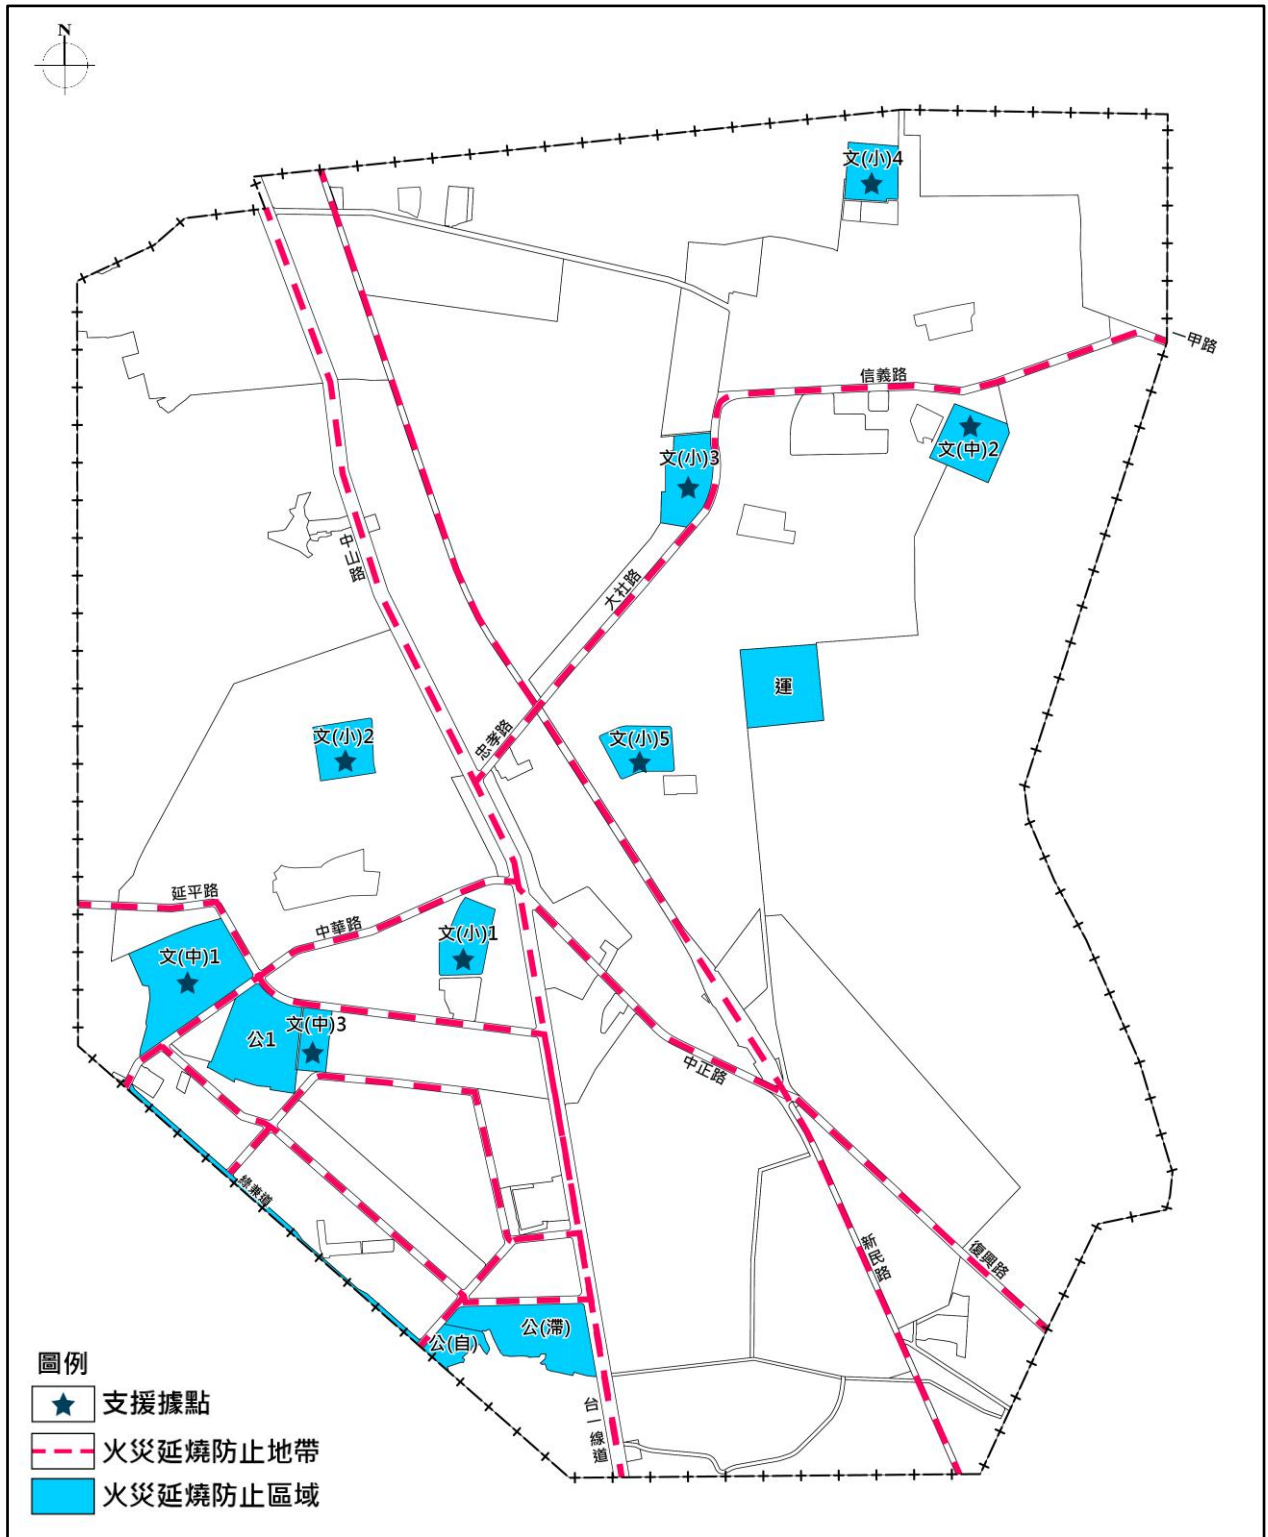 N
文(小)4
一甲路
信義路
文(中)2
文(小)3
中山路
大社路
運
忠孝路
文(小)2
文(小)5
延平路
中華路
文(小)1
文(中)1
文(中)3
公1
中正路
綠兼道
新民路
復興路
公(滯)
公(自)
台一線道
圖例
支援據點
火災延燒防止地帶
火災延燒防止區域